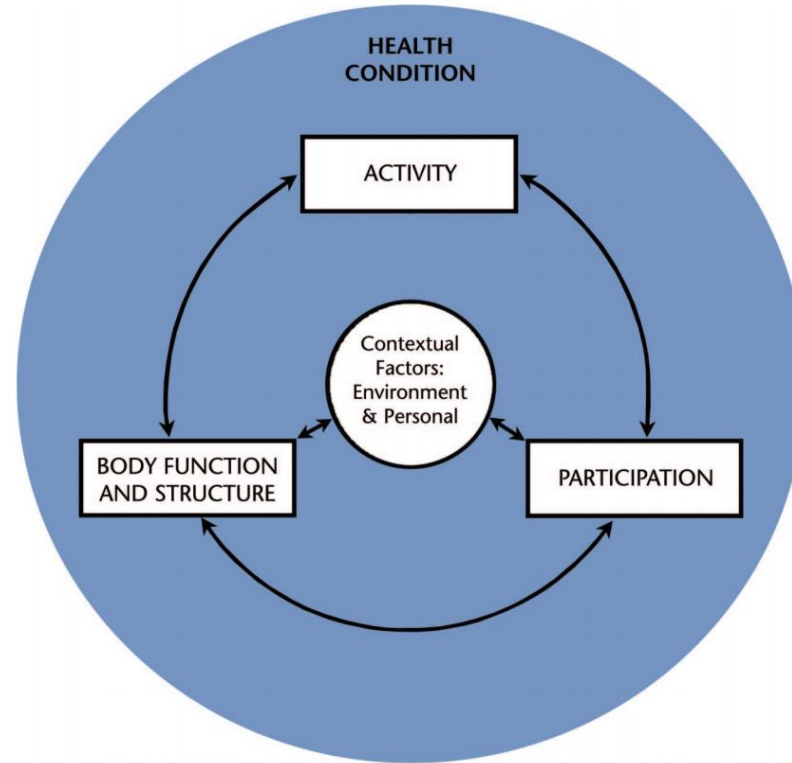 HEALTH
CONDITION
ACTIVITY
Contextual
Factors:
Environment
& Personal
BODY FUNCTION
AND STRUCTURE
PARTICIPATION